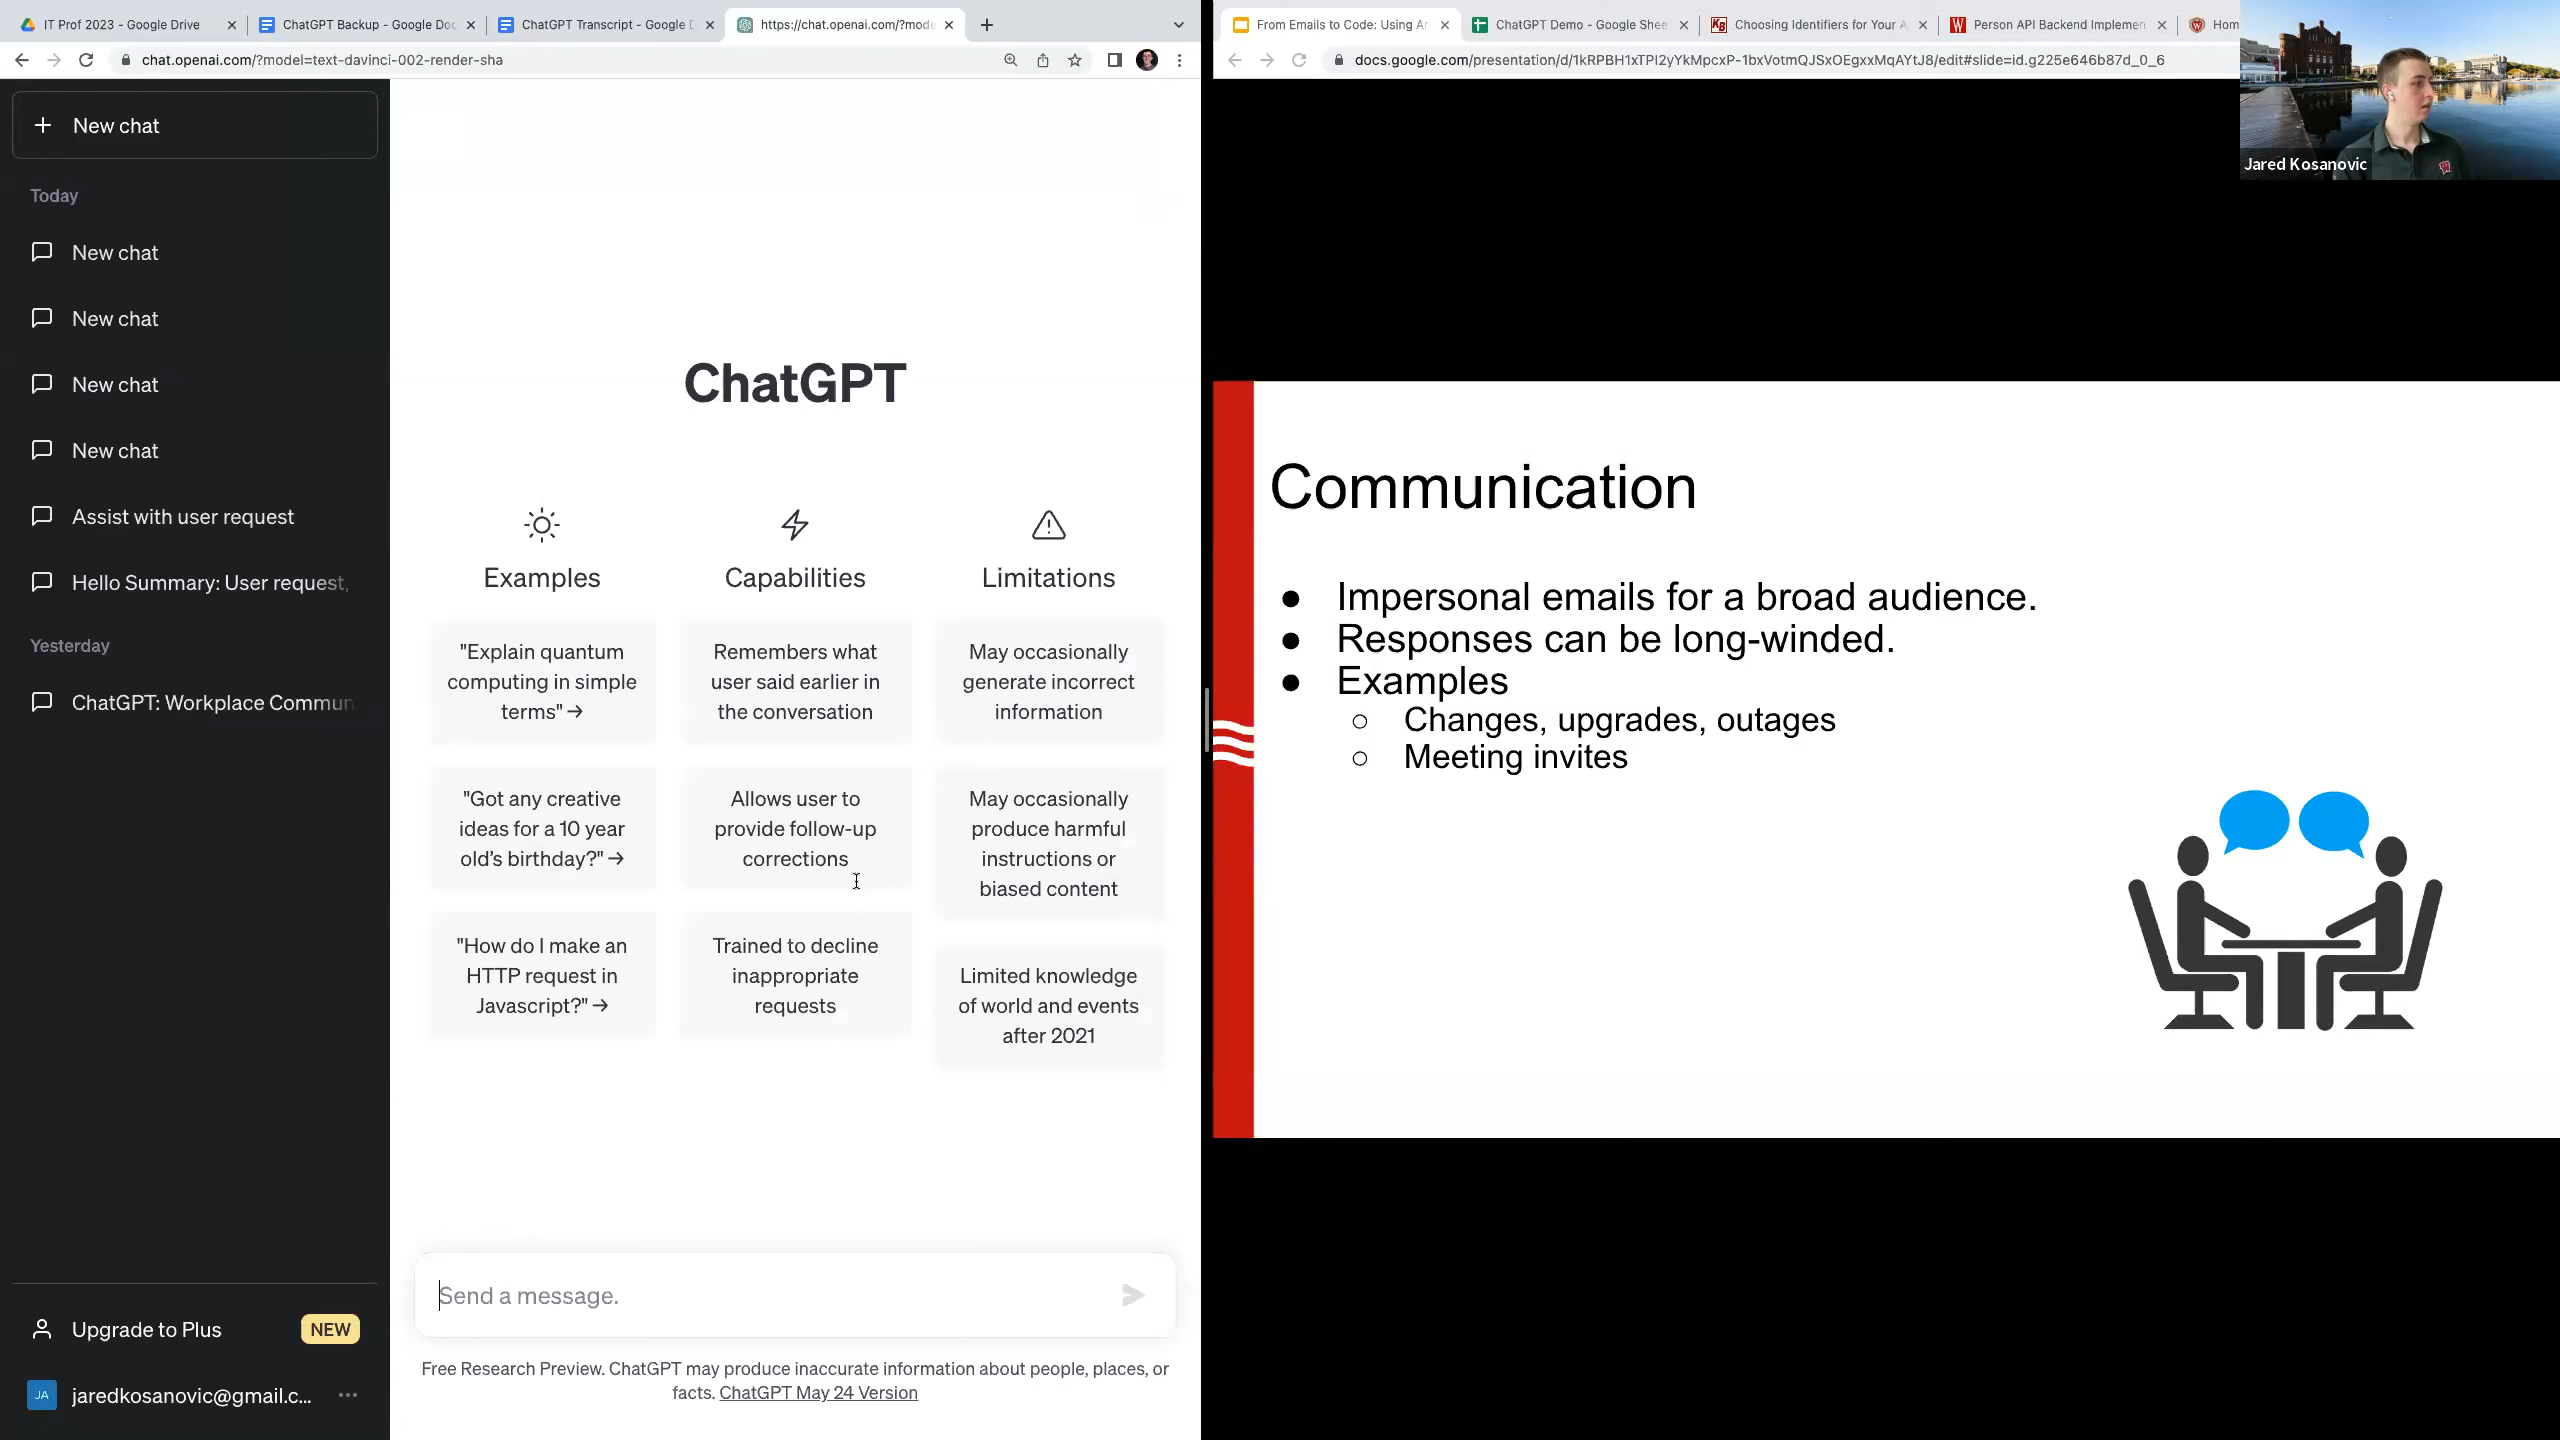 IT Prof 2023 - Google Drive
ChatGPT Backup - Google Doc
ChatGPT Transcript - Google D
https://chat.openai.com/?mode
chat.openai.com/?model=text-davinci-002-render-sha
New chat
Today
New chat
New chat
New chat
New chat
Assist with user request
Hello Summary: User request,
Yesterday
ChatGPT: Workplace Commun
Upgrade to Plus
NEW
JA
jaredkosanovic@gmail.c...
ChatGPT
Examples
"Explain quantum
computing in simple
terms" →
"Got any creative
ideas for a 10 year
old's birthday?" →
"How do I make an
HTTP request in
Javascript?" →
Capabilities
Remembers what
user said earlier in
the conversation
Allows user to
provide follow-up
corrections
Trained to decline
inappropriate
requests
Limitations
May occasionally
generate incorrect
information
May occasionally
produce harmful
instructions or
biased content
Limited knowledge
of world and events
after 2021
Send a message.
Free Research Preview. ChatGPT may produce inaccurate information about people, places, or
facts. ChatGPT May 24 Version
From Emails to Code: Using Ar
ChatGPT Demo - Google Shee
KB
Choosing Identifiers for Your A
W
Person API Backend Implemen
Hom
docs.google.com/presentation/d/1kRPBH1xTPI2yYkMpcxP-1bxVotmQJSxOEgxxMqAYtJ8/edit#slide=id.g225e646b87d_0_6
Jared Kosanovic
Communication
● Impersonal emails for a broad audience.
● Responses can be long-winded.
● Examples
○ Changes, upgrades, outages
○ Meeting invites